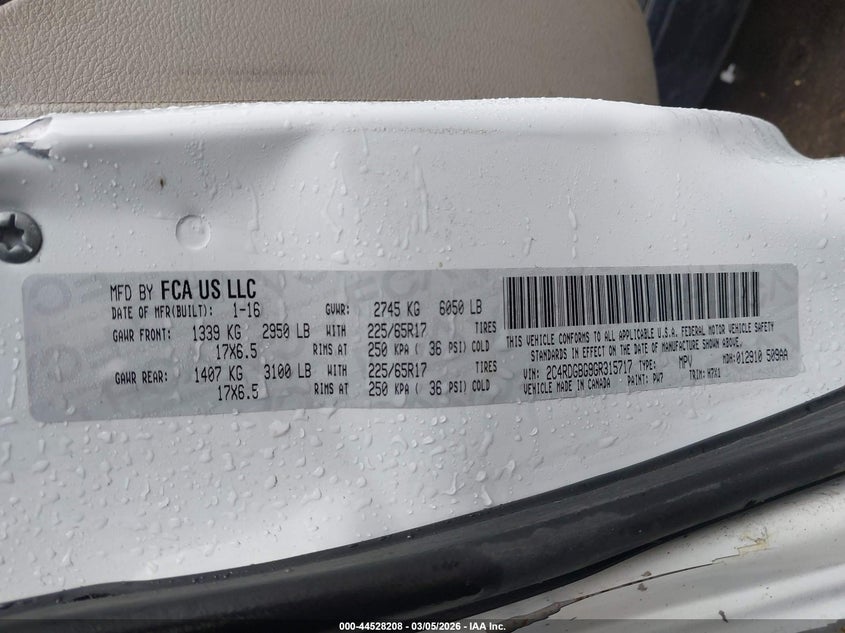 MFD BY FCA US LLC
DATE OF MFR(BUILT): 1-16 GVWR: 2745 KG 6050 LB
GAWR FRONT: 1339 KG 2950 LB WITH 225/65R17 TIRES
17X6.5 RIMS AT 250 KPA ( 36 PSI) COLD
GAWR REAR: 1407 KG 3100 LB WITH 225/65R17 TIRES
17X6.5 RIMS AT 250 KPA ( 36 PSI) COLD
THIS VEHICLE CONFORMS TO ALL APPLICABLE U.S.A. FEDERAL MOTOR VEHICLE SAFETY
STANDARDS IN EFFECT ON THE DATE OF MANUFACTURE SHOWN ABOVE.
VIN: 2C4RDGBG9GR315717 TYPE: MPV MDH: 012910 509AA
VEHICLE MADE IN CANADA PAINT: PW7 TRIM: H7X1
000-44528208 - 03/05/2026 - IAA Inc.